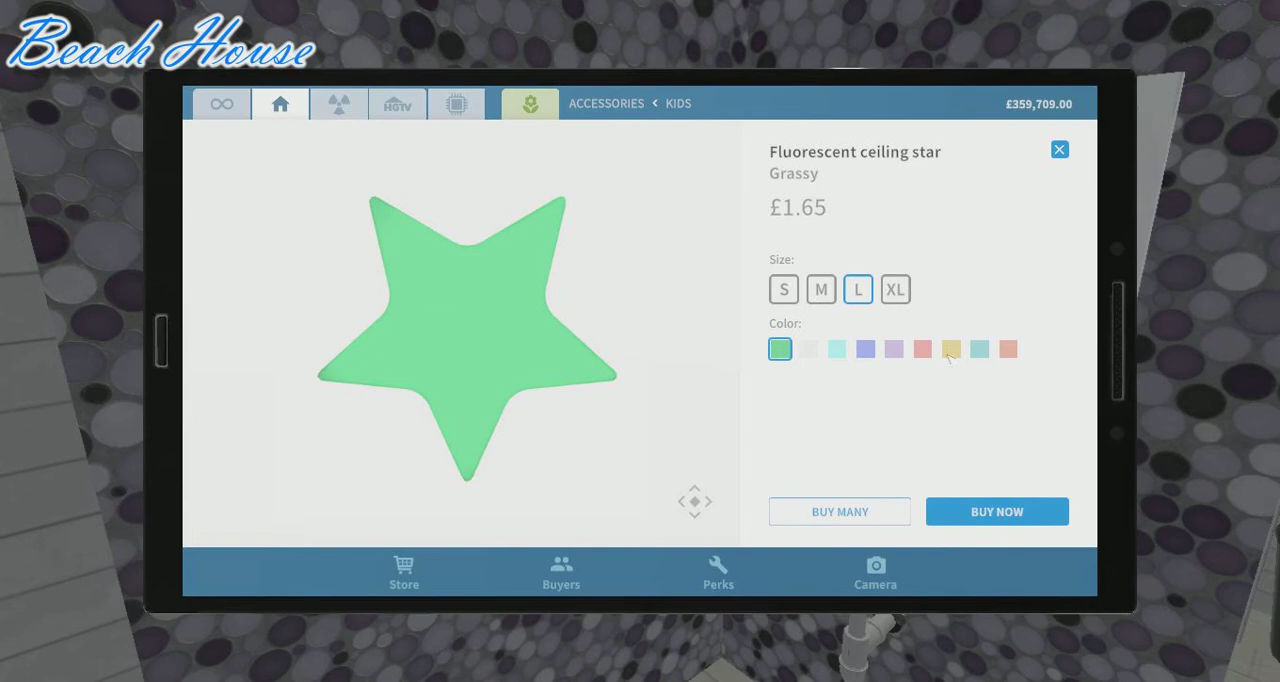 Beach House
HGTV
ACCESSORIES < KIDS
£359,709.00
Fluorescent ceiling star
Grassy
£1.65
Size:
S M L XL
Color:
BUY MANY
BUY NOW
Store
Buyers
Perks
Camera